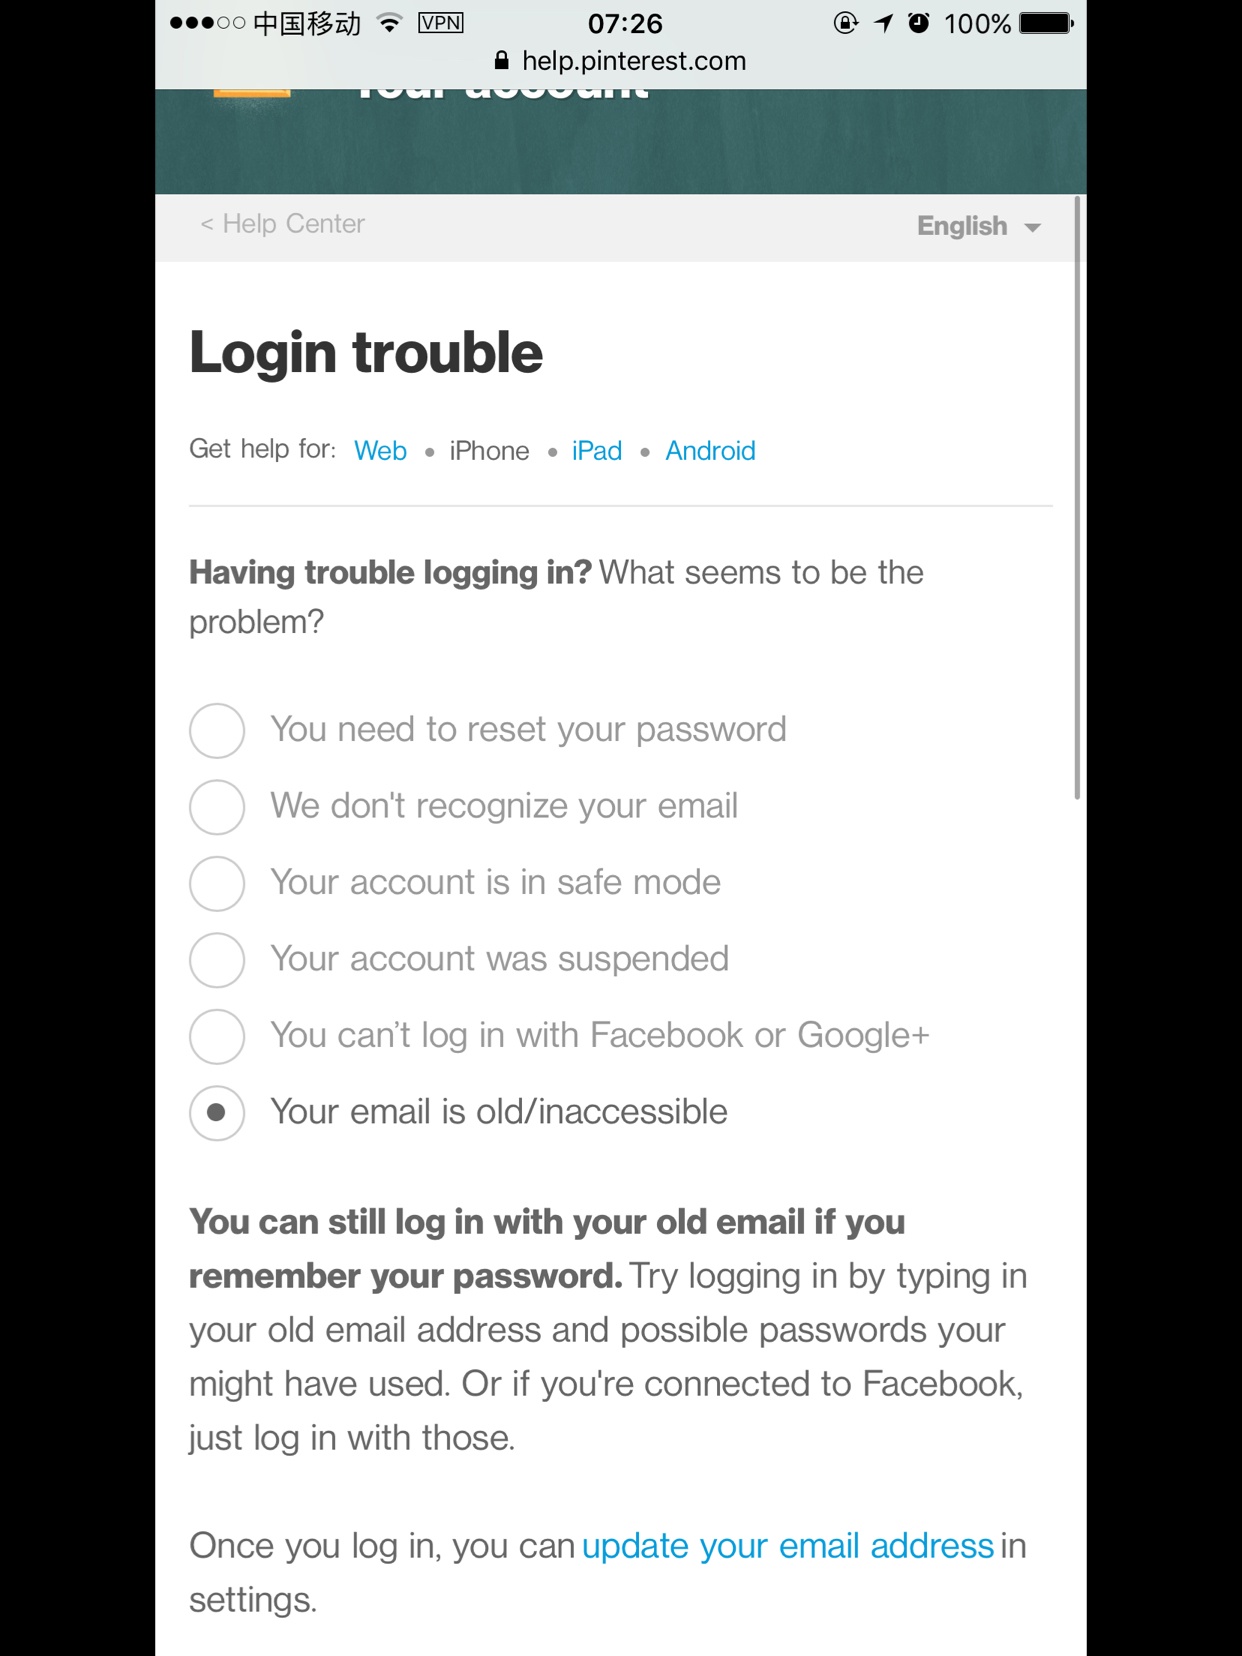 中国移动 VPN 07:26 100%
help.pinterest.com
Your account
< Help Center English
Login trouble
Get help for: Web • iPhone • iPad • Android
Having trouble logging in? What seems to be the
problem?
You need to reset your password
We don't recognize your email
Your account is in safe mode
Your account was suspended
You can’t log in with Facebook or Google+
Your email is old/inaccessible
You can still log in with your old email if you
remember your password. Try logging in by typing in
your old email address and possible passwords your
might have used. Or if you're connected to Facebook,
just log in with those.
Once you log in, you can update your email address in
settings.